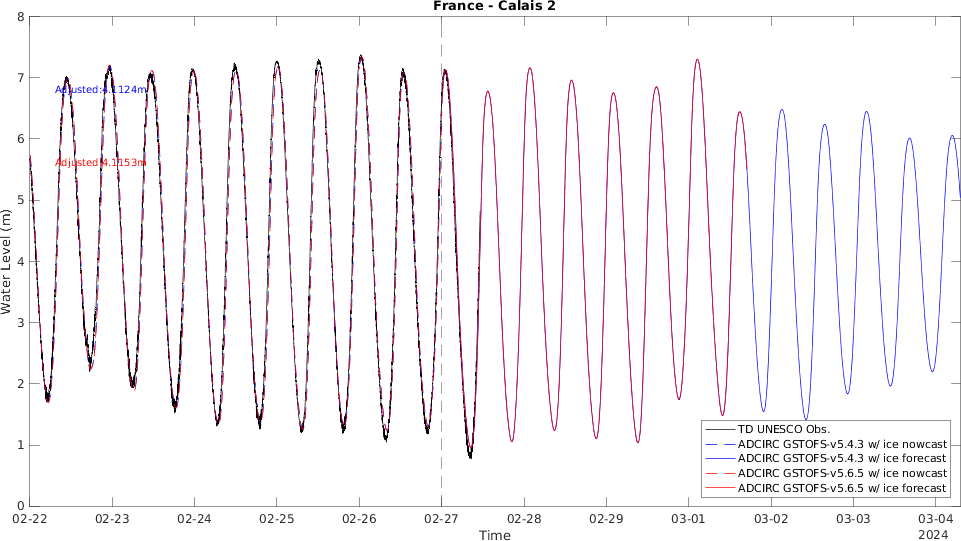 France - Calais 2
8
7
6
5
4
3
2
1
0
Water Level (m)
Adjusted:4.1124m
Adjusted:4.1153m
TD UNESCO Obs.
ADCIRC GSTOFS-v5.4.3 w/ ice nowcast
ADCIRC GSTOFS-v5.4.3 w/ ice forecast
ADCIRC GSTOFS-v5.6.5 w/ ice nowcast
ADCIRC GSTOFS-v5.6.5 w/ ice forecast
02-22 02-23 02-24 02-25 02-26 02-27 02-28 02-29 03-01 03-02 03-03 03-04
Time
2024